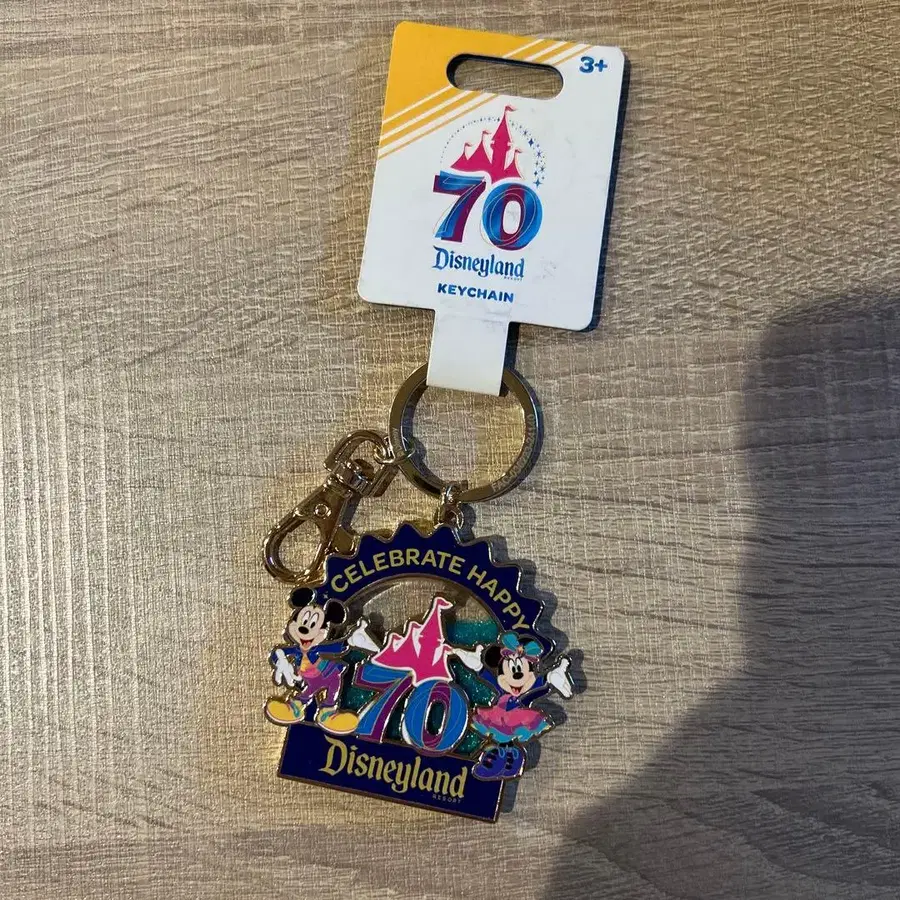 3+
70
Disneyland
RESORT
KEYCHAIN
CELEBRATE HAPPY
70
Disneyland
RESORT